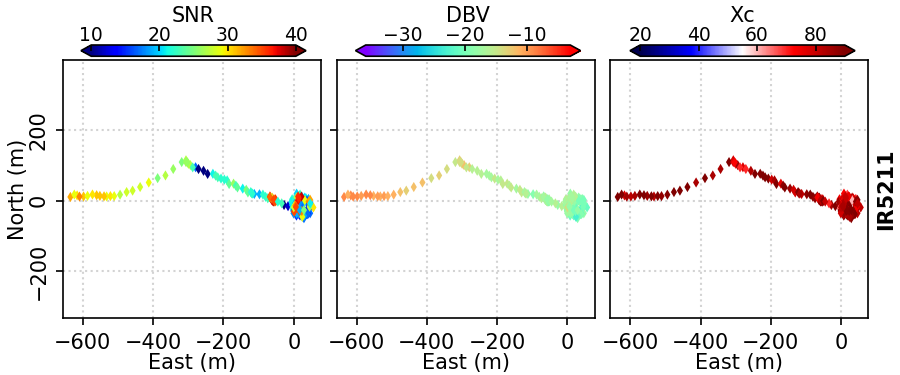 SNR DBV Xc
10 20 30 40 −30 −20 −10 20 40 60 80
North (m)
200
0
−200
IR5211
−600 −400 −200 0 −600 −400 −200 0 −600 −400 −200 0
East (m) East (m) East (m)